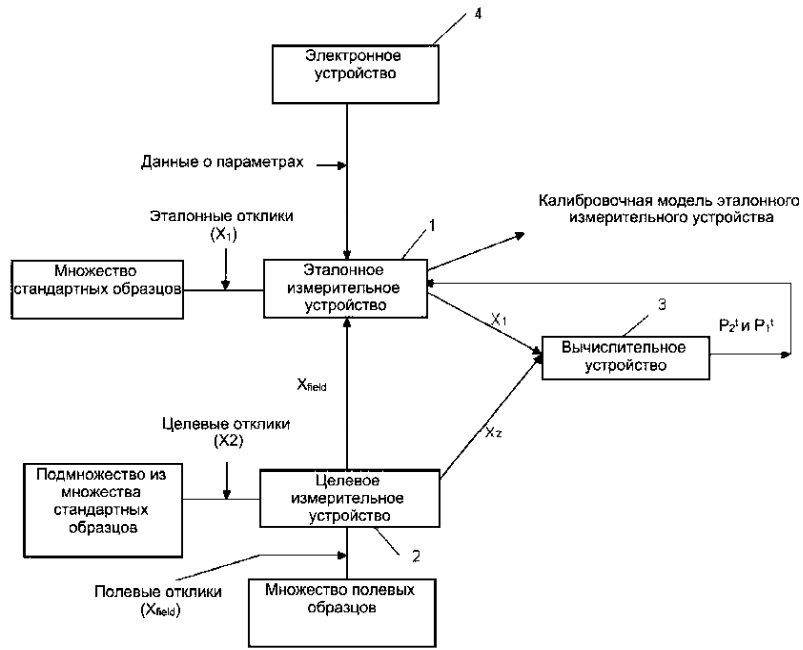 4
Электронное
устройство
Данные о параметрах
Эталонные отклики
(X₁)
1
Калибровочная модель эталонного
измерительного устройства
Множество
стандартных образцов
Эталонное
измерительное
устройство
X₁
3
P₂ᵗ и P₁ᵗ
Вычислительное
устройство
Xfield
Целевые отклики
(X2)
X₂
Подмножество из
множества
стандартных
образцов
Целевое
измерительное
устройство
2
Полевые отклики
(Xfield)
Множество полевых
образцов